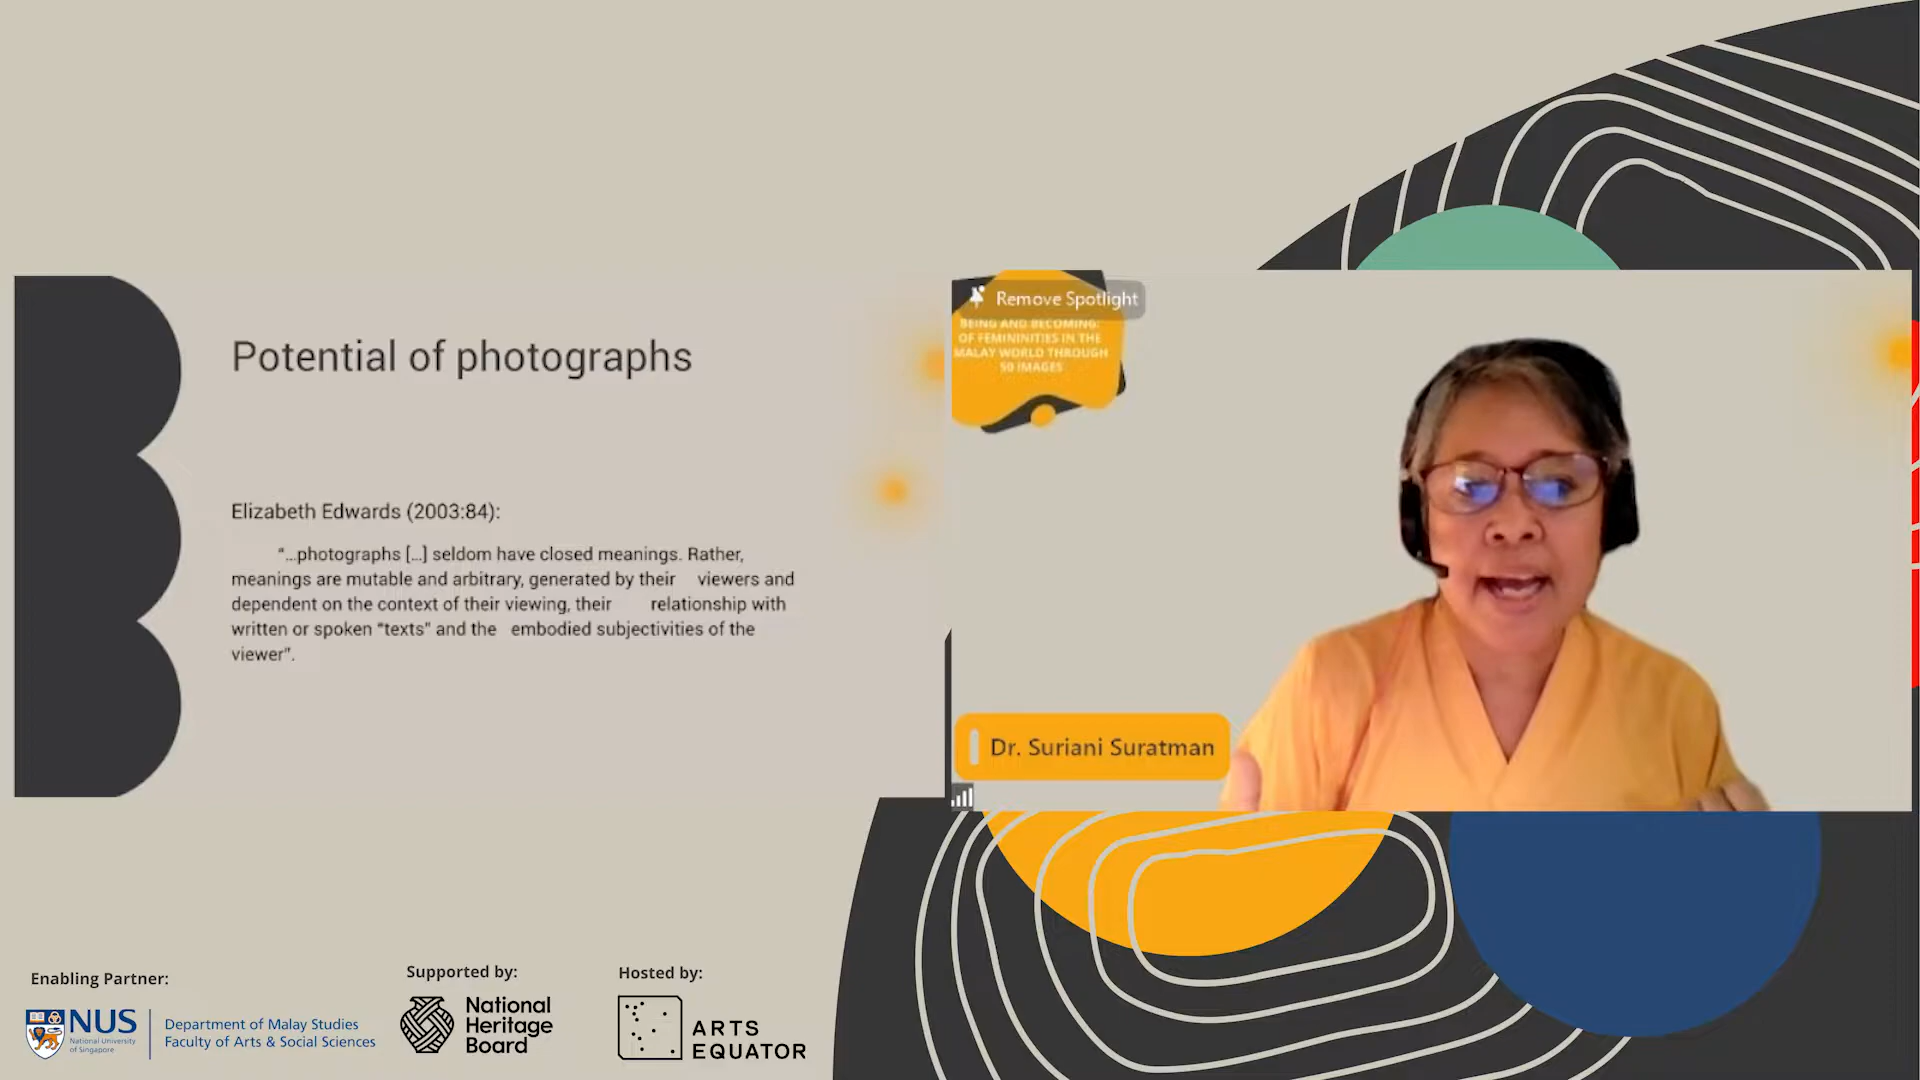 Potential of photographs
Elizabeth Edwards (2003:84):
“…photographs […] seldom have closed meanings. Rather,
meanings are mutable and arbitrary, generated by their viewers and
dependent on the context of their viewing, their relationship with
written or spoken “texts” and the embodied subjectivities of the
viewer”.
Remove Spotlight
BEING AND BECOMING:
OF FEMININITIES IN THE
MALAY WORLD THROUGH
50 IMAGES
Dr. Suriani Suratman
Enabling Partner:
NUS
National University
of Singapore
Department of Malay Studies
Faculty of Arts & Social Sciences
Supported by:
National
Heritage
Board
Hosted by:
ARTS
EQUATOR